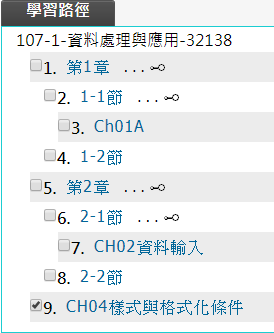 學習路徑
107-1-資料處理與應用-32138
1. 第1章 ...
2. 1-1節 ...
3. Ch01A
4. 1-2節
5. 第2章 ...
6. 2-1節 ...
7. CH02資料輸入
8. 2-2節
9. CH04樣式與格式化條件